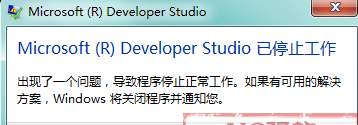 Microsoft (R) Developer Studio
Microsoft (R) Developer Studio 已停止工作
出现了一个问题，导致程序停止正常工作。如果有可用的解决
方案，Windows 将关闭程序并通知您。